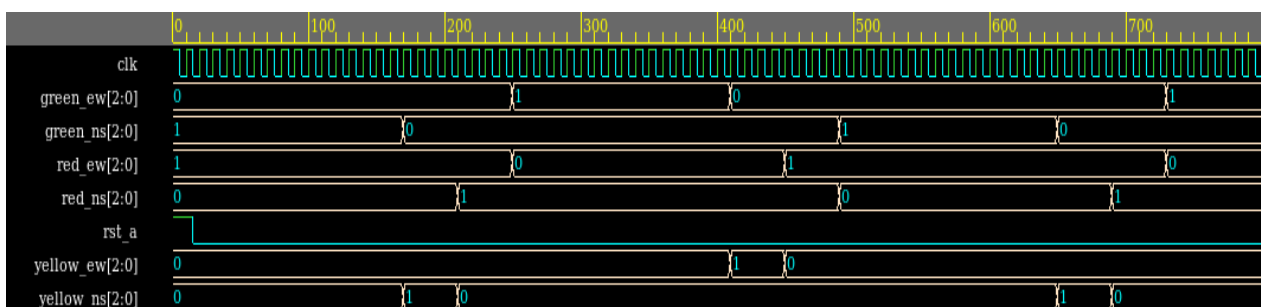 0 100 200 300 400 500 600 700
clk
green_ew[2:0] 0 1 0 1
green_ns[2:0] 1 0 1 0
red_ew[2:0] 1 0 1 0
red_ns[2:0] 0 1 0 1
rst_a
yellow_ew[2:0] 0 1 0
yellow_ns[2:0] 0 1 0 1 0